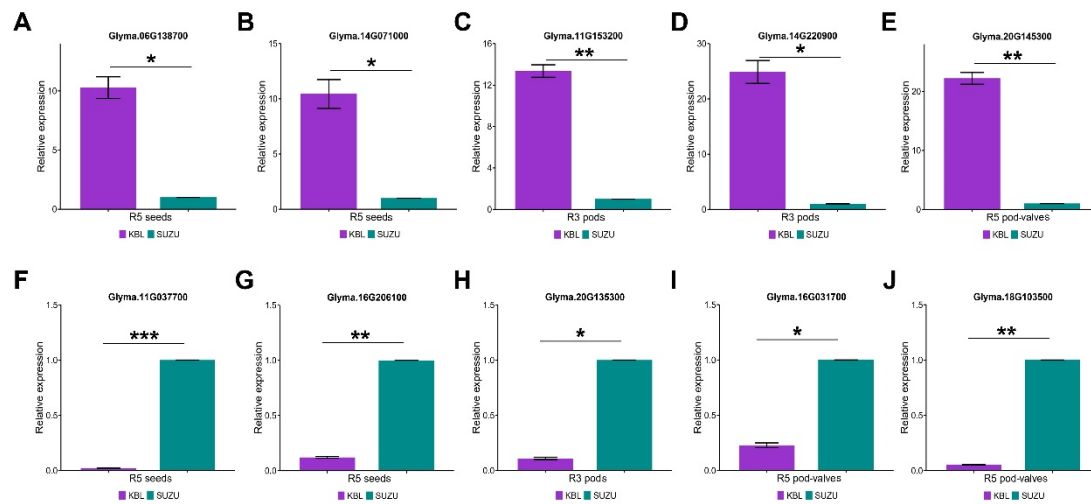 A
Glyma.06G138700
*
Relative expression
15
10
5
0
R5 seeds
KBL SUZU
B
Glyma.14G071000
*
Relative expression
15
10
5
0
R5 seeds
KBL SUZU
C
Glyma.11G153200
**
Relative expression
16
12
8
4
0
R3 pods
KBL SUZU
D
Glyma.14G220900
*
Relative expression
30
20
10
0
R3 pods
KBL SUZU
E
Glyma.20G145300
**
Relative expression
20
10
0
R5 pod-valves
KBL SUZU
F
Glyma.11G037700
***
Relative expression
1.5
1.0
0.5
0.0
R5 seeds
KBL SUZU
G
Glyma.16G206100
**
Relative expression
1.5
1.0
0.5
0.0
R5 seeds
KBL SUZU
H
Glyma.20G135300
*
Relative expression
1.5
1.0
0.5
0.0
R3 pods
KBL SUZU
I
Glyma.16G031700
*
Relative expression
1.5
1.0
0.5
0.0
R5 pod-valves
KBL SUZU
J
Glyma.18G103500
**
Relative expression
1.5
1.0
0.5
0.0
R5 pod-valves
KBL SUZU